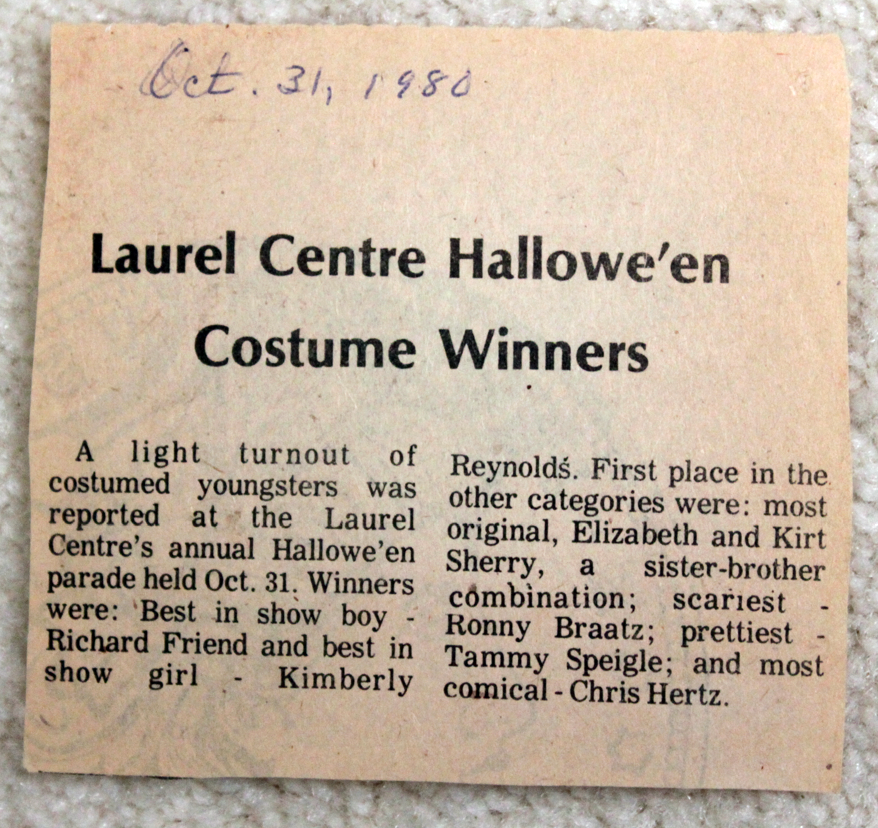 Oct. 31, 1980
Laurel Centre Hallowe'en
Costume Winners
A light turnout of
costumed youngsters was
reported at the Laurel
Centre's annual Hallowe'en
parade held Oct. 31. Winners
were: Best in show boy -
Richard Friend and best in
show girl - Kimberly
Reynolds. First place in the
other categories were: most
original, Elizabeth and Kirt
Sherry, a sister-brother
combination; scariest -
Ronny Braatz; prettiest -
Tammy Speigle; and most
comical - Chris Hertz.